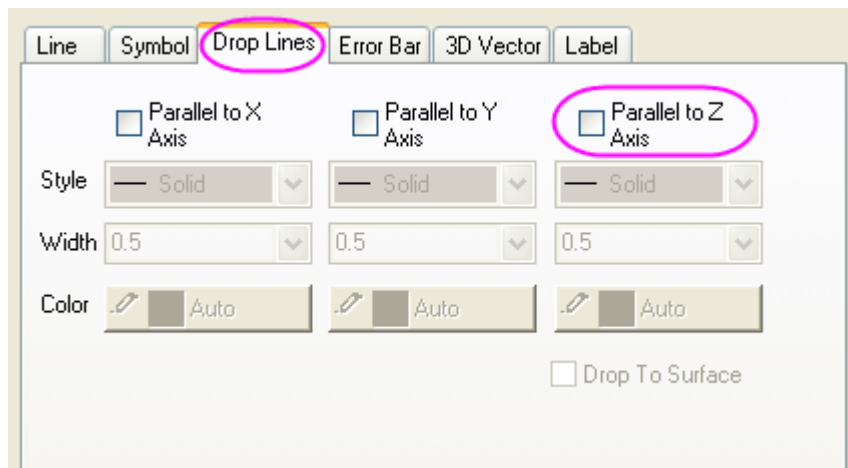 Line Symbol Drop Lines Error Bar 3D Vector Label
Parallel to X Axis Parallel to Y Axis Parallel to Z Axis
Style Solid Solid Solid
Width 0.5 0.5 0.5
Color Auto Auto Auto
Drop To Surface